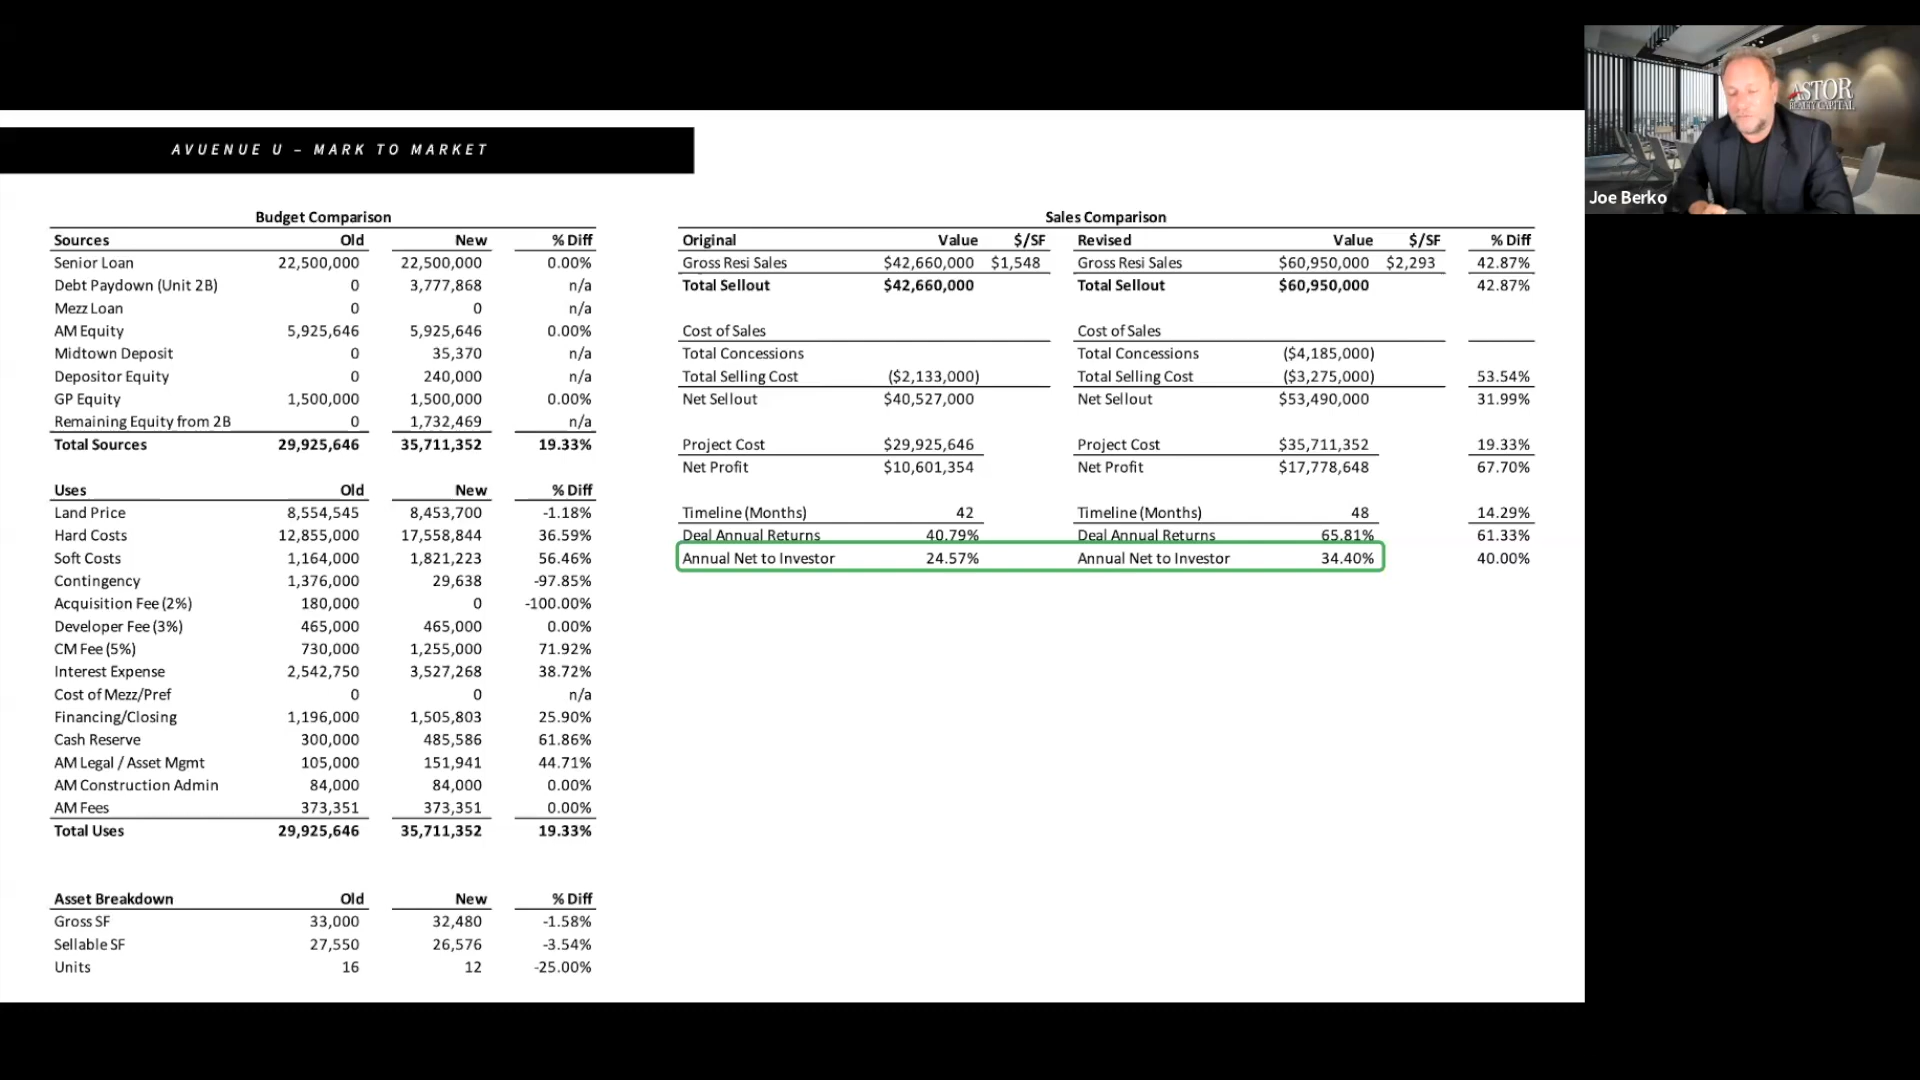 AVUENUE U – MARK TO MARKET
Budget Comparison
Sources Old New % Diff
Senior Loan 22,500,000 22,500,000 0.00%
Debt Paydown (Unit 2B) 0 3,777,868 n/a
Mezz Loan 0 0 n/a
AM Equity 5,925,646 5,925,646 0.00%
Midtown Deposit 0 35,370 n/a
Depositor Equity 0 240,000 n/a
GP Equity 1,500,000 1,500,000 0.00%
Remaining Equity from 2B 0 1,732,469 n/a
Total Sources 29,925,646 35,711,352 19.33%
Uses Old New % Diff
Land Price 8,554,545 8,453,700 -1.18%
Hard Costs 12,855,000 17,558,844 36.59%
Soft Costs 1,164,000 1,821,223 56.46%
Contingency 1,376,000 29,638 -97.85%
Acquisition Fee (2%) 180,000 0 -100.00%
Developer Fee (3%) 465,000 465,000 0.00%
CM Fee (5%) 730,000 1,255,000 71.92%
Interest Expense 2,542,750 3,527,268 38.72%
Cost of Mezz/Pref 0 0 n/a
Financing/Closing 1,196,000 1,505,803 25.90%
Cash Reserve 300,000 485,586 61.86%
AM Legal / Asset Mgmt 105,000 151,941 44.71%
AM Construction Admin 84,000 84,000 0.00%
AM Fees 373,351 373,351 0.00%
Total Uses 29,925,646 35,711,352 19.33%
Asset Breakdown Old New % Diff
Gross SF 33,000 32,480 -1.58%
Sellable SF 27,550 26,576 -3.54%
Units 16 12 -25.00%
Sales Comparison
Original Value $/SF Revised Value $/SF % Diff
Gross Resi Sales $42,660,000 $1,548 Gross Resi Sales $60,950,000 $2,293 42.87%
Total Sellout $42,660,000 Total Sellout $60,950,000 42.87%
Cost of Sales Cost of Sales
Total Concessions Total Concessions ($4,185,000)
Total Selling Cost ($2,133,000) Total Selling Cost ($3,275,000) 53.54%
Net Sellout $40,527,000 Net Sellout $53,490,000 31.99%
Project Cost $29,925,646 Project Cost $35,711,352 19.33%
Net Profit $10,601,354 Net Profit $17,778,648 67.70%
Timeline (Months) 42 Timeline (Months) 48 14.29%
Deal Annual Returns 40.79% Deal Annual Returns 65.81% 61.33%
Annual Net to Investor 24.57% Annual Net to Investor 34.40% 40.00%
ASTOR
REALTY CAPITAL
Joe Berko